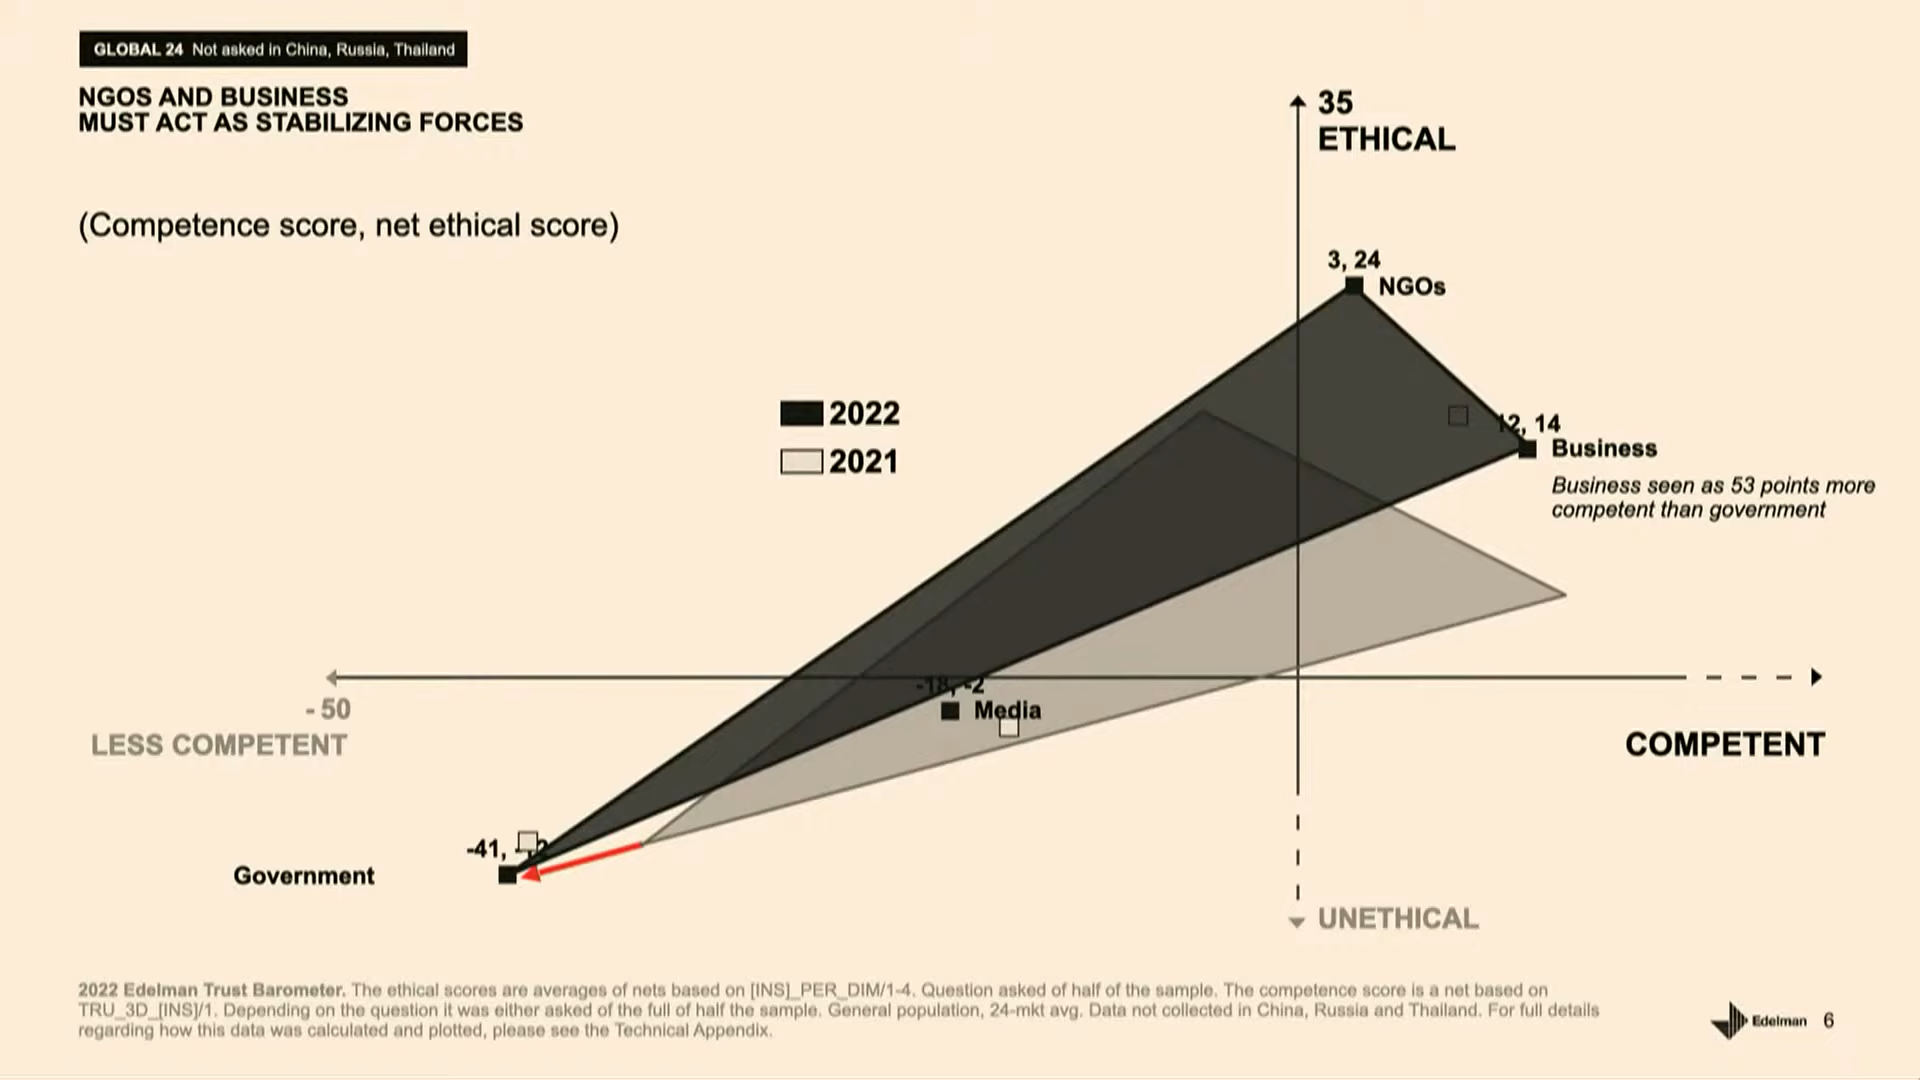 GLOBAL 24 Not asked in China, Russia, Thailand
NGOS AND BUSINESS
MUST ACT AS STABILIZING FORCES
(Competence score, net ethical score)
35
ETHICAL
3, 24
NGOs
2022
2021
12, 14
Business
Business seen as 53 points more
competent than government
- 50
LESS COMPETENT
-18, -2
Media
COMPETENT
-41,
Government
UNETHICAL
2022 Edelman Trust Barometer. The ethical scores are averages of nets based on [INS]_PER_DIM/1-4. Question asked of half of the sample. The competence score is a net based on
TRU_3D_[INS]/1. Depending on the question it was either asked of the full of half the sample. General population, 24-mkt avg. Data not collected in China, Russia and Thailand. For full details
regarding how this data was calculated and plotted, please see the Technical Appendix.
Edelman 6